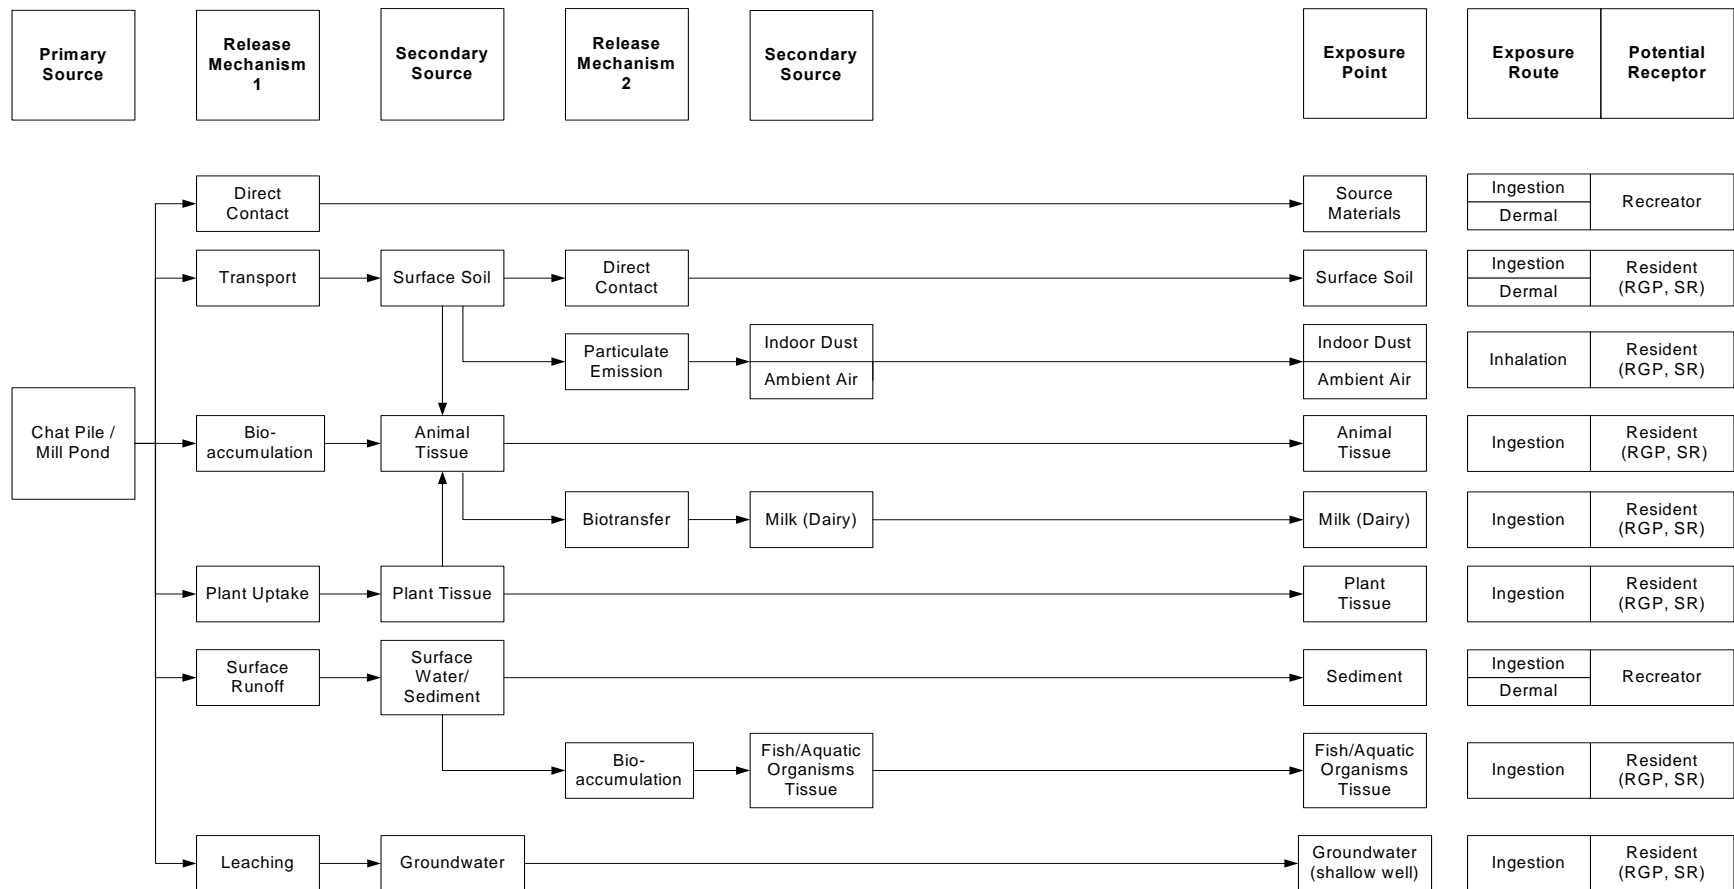 Primary
Source
Release
Mechanism
1
Secondary
Source
Release
Mechanism
2
Secondary
Source
Exposure
Point
Exposure
Route
Potential
Receptor
Direct
Contact
Source
Materials
Ingestion
Dermal
Recreator
Transport
Surface Soil
Direct
Contact
Surface Soil
Ingestion
Dermal
Resident
(RGP, SR)
Particulate
Emission
Indoor Dust
Ambient Air
Indoor Dust
Ambient Air
Inhalation
Resident
(RGP, SR)
Chat Pile /
Mill Pond
Bio-
accumulation
Animal
Tissue
Animal
Tissue
Ingestion
Resident
(RGP, SR)
Biotransfer
Milk (Dairy)
Milk (Dairy)
Ingestion
Resident
(RGP, SR)
Plant Uptake
Plant Tissue
Plant
Tissue
Ingestion
Resident
(RGP, SR)
Surface
Runoff
Surface
Water/
Sediment
Sediment
Ingestion
Dermal
Recreator
Bio-
accumulation
Fish/Aquatic
Organisms
Tissue
Fish/Aquatic
Organisms
Tissue
Ingestion
Resident
(RGP, SR)
Leaching
Groundwater
Groundwater
(shallow well)
Ingestion
Resident
(RGP, SR)